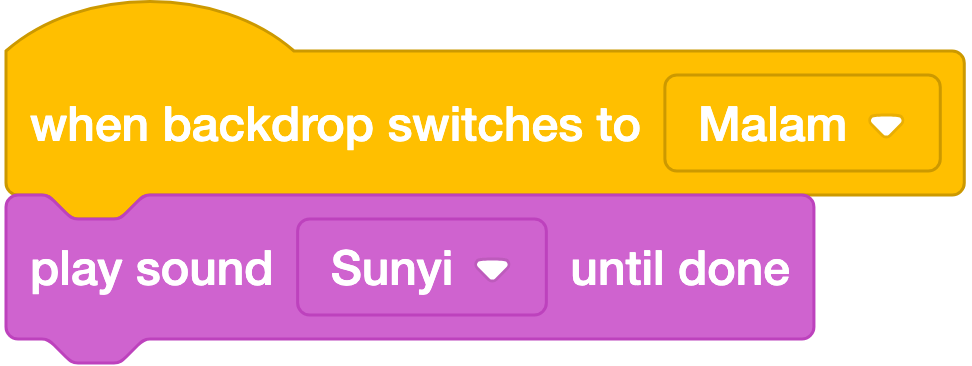 when backdrop switches to Malam
play sound Sunyi until done